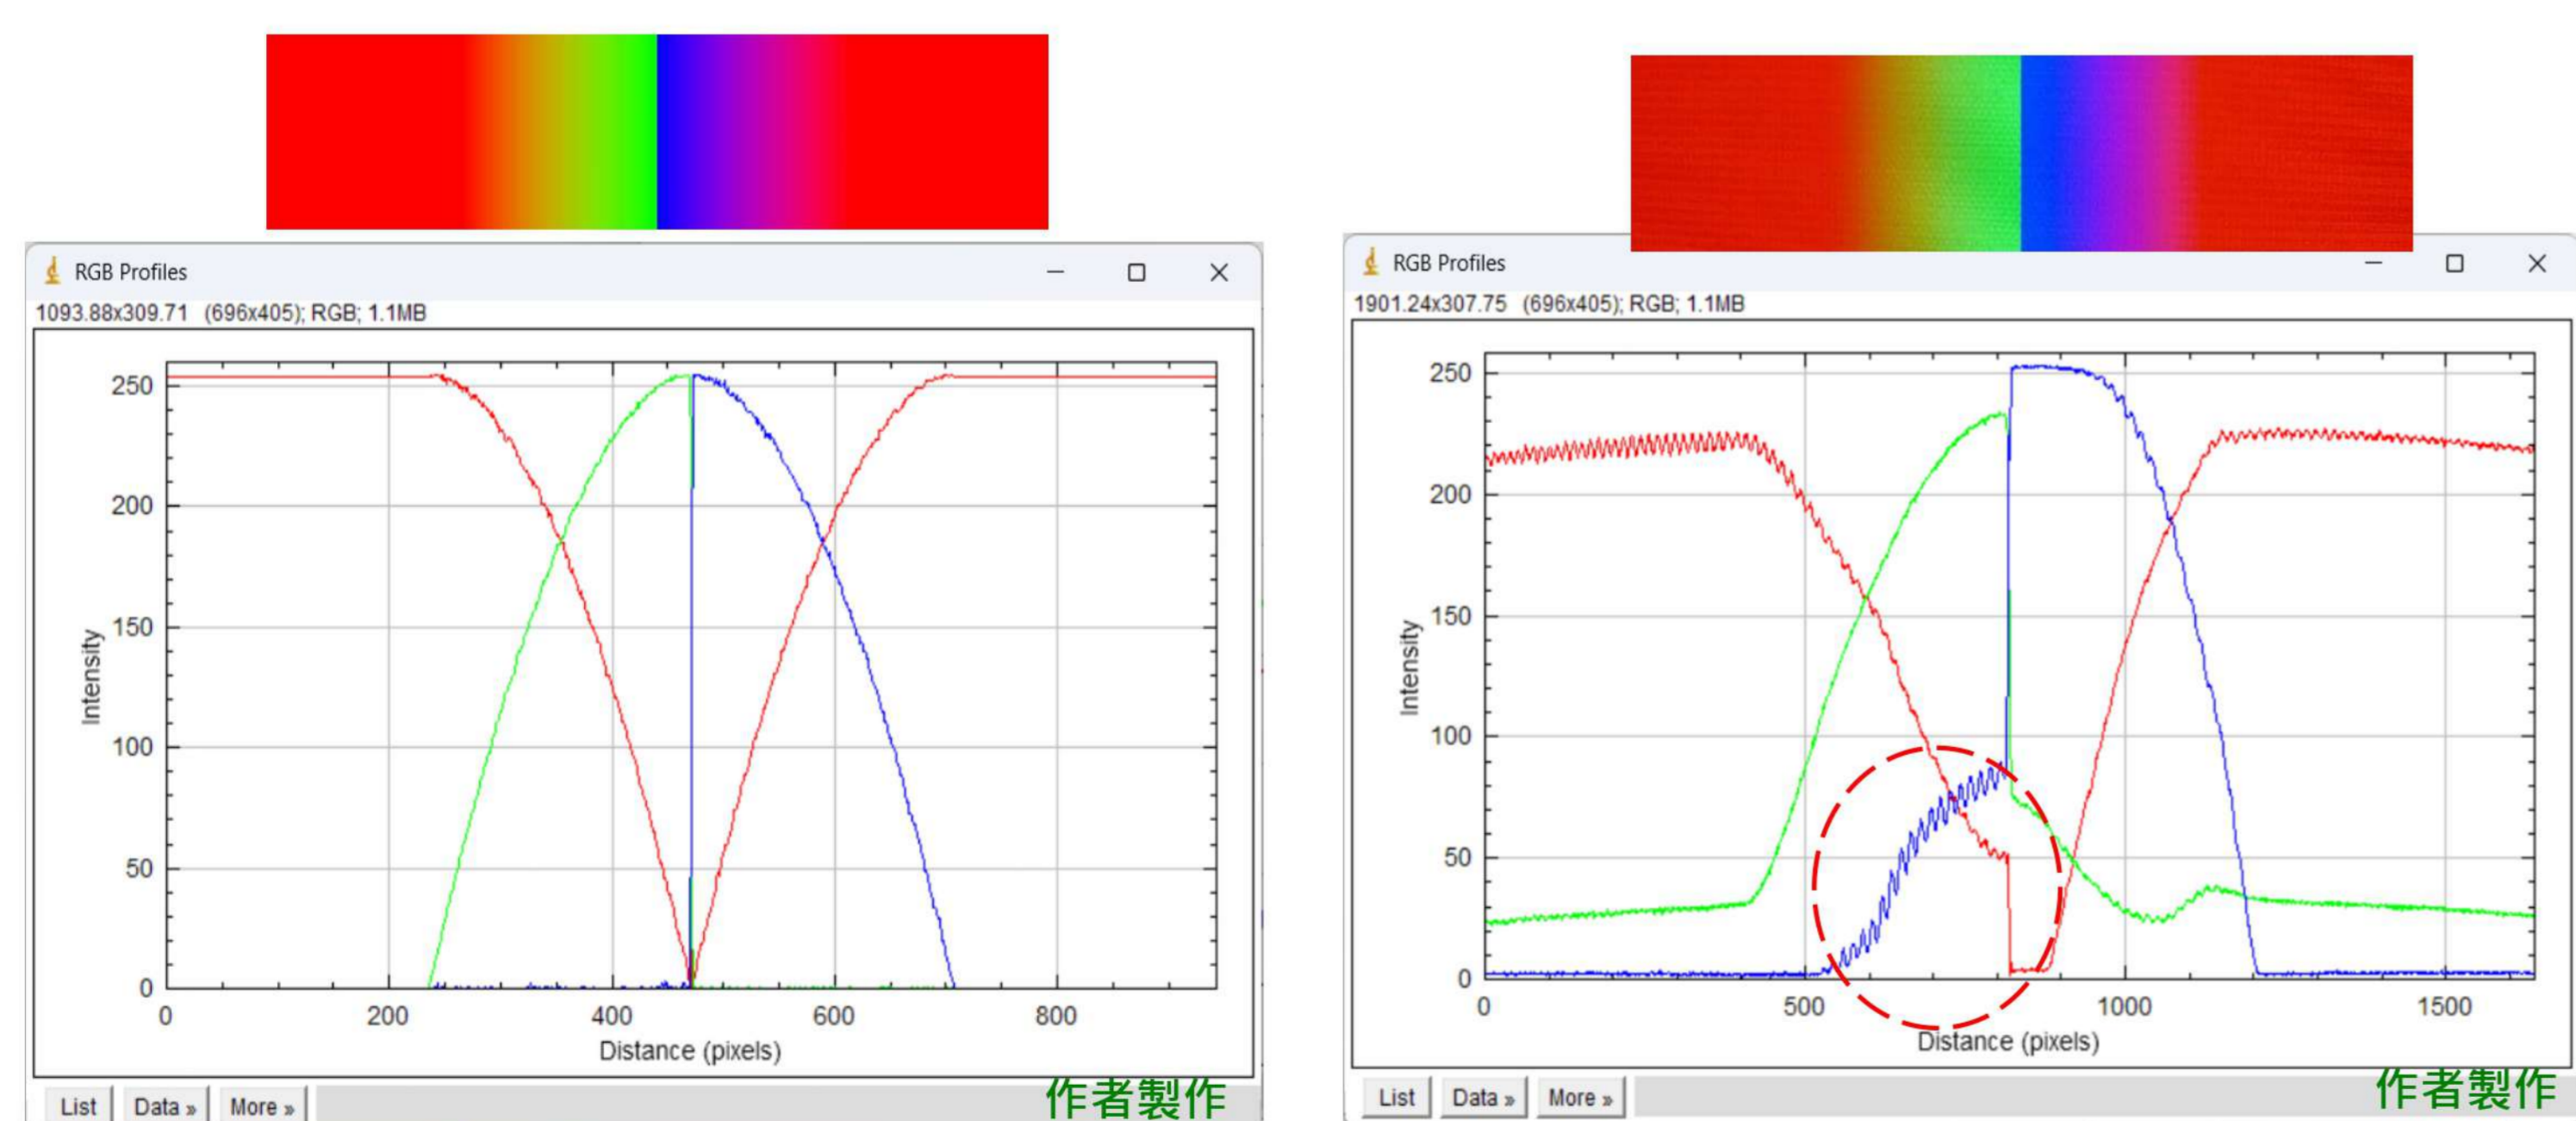 RGB Profiles
1093.88x309.71 (696x405); RGB; 1.1MB
250
200
150
100
50
0
Intensity
0 200 400 600 800
Distance (pixels)
List Data » More »
作者製作
RGB Profiles
1901.24x307.75 (696x405); RGB; 1.1MB
250
200
150
100
50
0
Intensity
0 500 1000 1500
Distance (pixels)
List Data » More »
作者製作